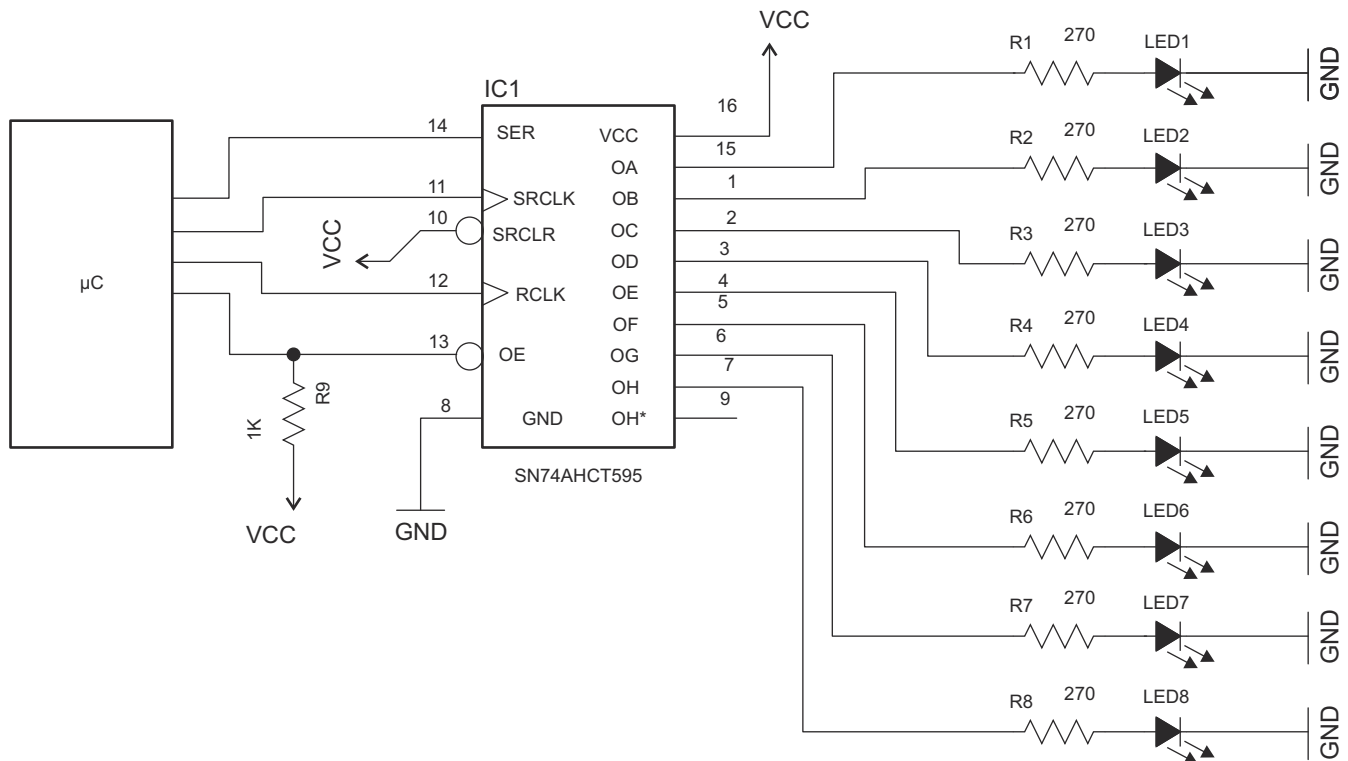 VCC
R1 270 LED1
GND
IC1
16
14 SER VCC
15
OA
270
R2 LED2
GND
1
OB
11 SRCLK
10
SRCLR
VCC
2
OC
270
R3 LED3
GND
3
OD
µC
12 RCLK
4
OE
5
OF
270
R4 LED4
GND
6
OG
13 OE
7
OH
R9
1K
8 GND
9
OH*
270
R5 LED5
GND
SN74AHCT595
VCC
GND
270
R6 LED6
GND
270
R7 LED7
GND
270
R8 LED8
GND